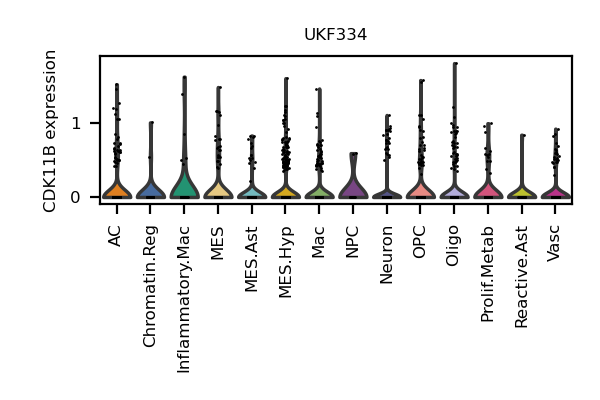 UKF334
CDK11B expression
1
0
AC
Chromatin.Reg
Inflammatory.Mac
MES
MES.Ast
MES.Hyp
Mac
NPC
Neuron
OPC
Oligo
Prolif.Metab
Reactive.Ast
Vasc